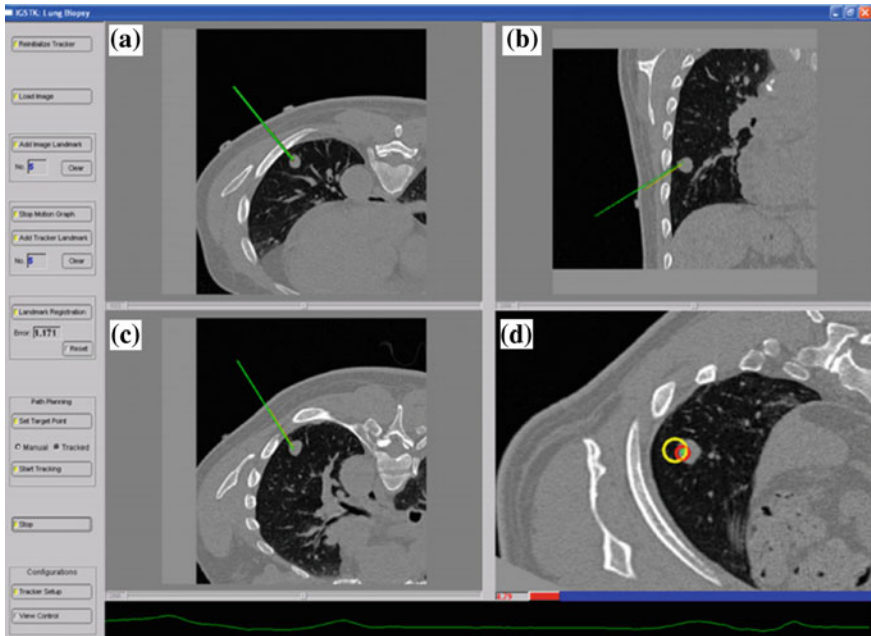 IGSTK: Lung Biopsy
Reinitialize Tracker
Load Image
Add Image Landmark
No. 5 Clear
Stop Motion Graph
Add Tracker Landmark
No. 5 Clear
Landmark Registration
Error
Reset
Path Planning
Set Target Point
Manual Tracked
Start Tracking
Stop
Configurations
Tracker Setup
View Control
(a)
(b)
(c)
(d)